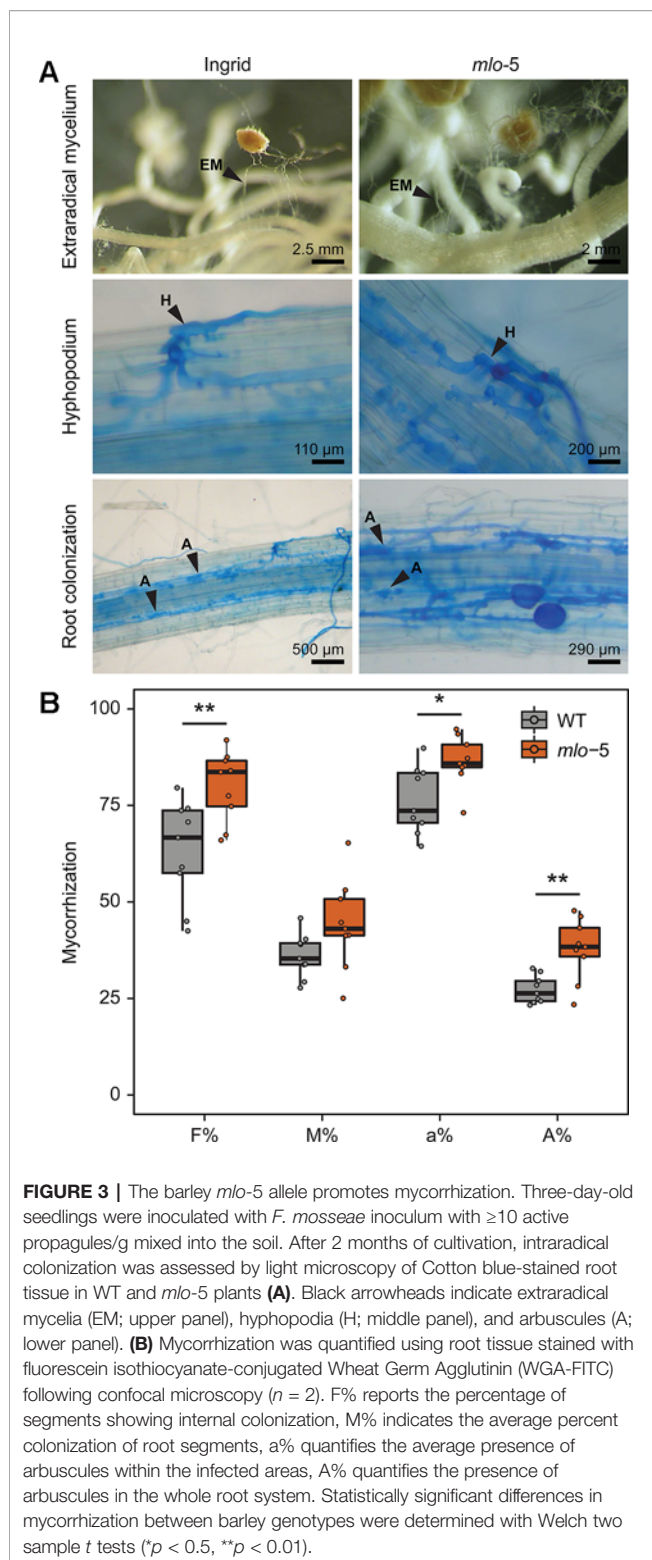 A
Ingrid
mlo-5
Extraradical mycelium
EM
2.5 mm
EM
2 mm
Hyphopodium
H
110 µm
H
200 µm
Root colonization
A
A
500 µm
A
A
290 µm
B
Mycorrhization
100
75
50
25
0
**
*
**
WT
mlo-5
F%
M%
a%
A%
FIGURE 3 | The barley mlo-5 allele promotes mycorrhization. Three-day-old
seedlings were inoculated with F. mosseae inoculum with ≥10 active
propagules/g mixed into the soil. After 2 months of cultivation, intraradical
colonization was assessed by light microscopy of Cotton blue-stained root
tissue in WT and mlo-5 plants (A). Black arrowheads indicate extraradical
mycelia (EM; upper panel), hyphopodia (H; middle panel), and arbuscules (A;
lower panel). (B) Mycorrhization was quantified using root tissue stained with
fluorescein isothiocyanate-conjugated Wheat Germ Agglutinin (WGA-FITC)
following confocal microscopy (n = 2). F% reports the percentage of
segments showing internal colonization, M% indicates the average percent
colonization of root segments, a% quantifies the average presence of
arbuscules within the infected areas, A% quantifies the presence of
arbuscules in the whole root system. Statistically significant differences in
mycorrhization between barley genotypes were determined with Welch two
sample t tests (*p < 0.5, **p < 0.01).